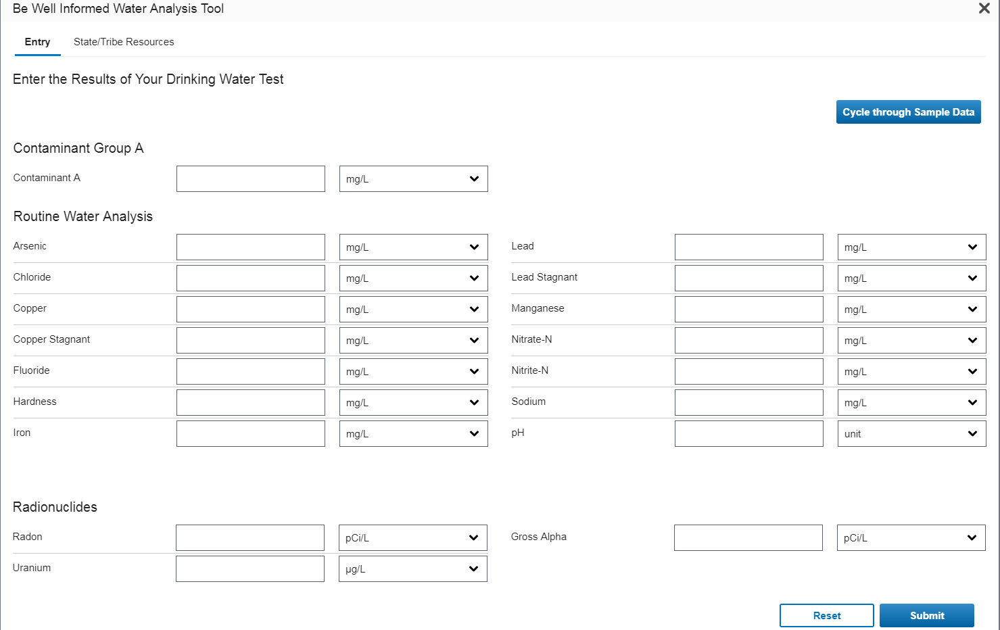 Be Well Informed Water Analysis Tool
Entry State/Tribe Resources
Enter the Results of Your Drinking Water Test
Cycle through Sample Data
Contaminant Group A
Contaminant A mg/L
Routine Water Analysis
Arsenic mg/L Lead mg/L
Chloride mg/L Lead Stagnant mg/L
Copper mg/L Manganese mg/L
Copper Stagnant mg/L Nitrate-N mg/L
Fluoride mg/L Nitrite-N mg/L
Hardness mg/L Sodium mg/L
Iron mg/L pH unit
Radionuclides
Radon pCi/L Gross Alpha pCi/L
Uranium µg/L
Reset Submit